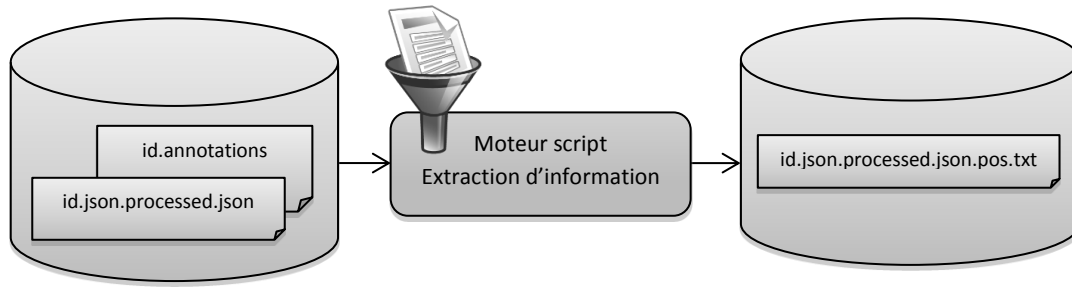 id.annotations
id.json.processed.json
Moteur script
Extraction d’information
id.json.processed.json.pos.txt